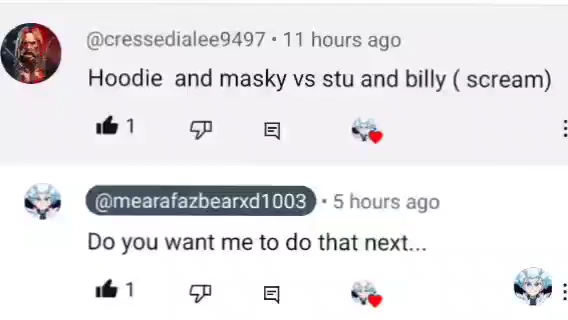 @cressedialee9497 • 11 hours ago
Hoodie and masky vs stu and billy ( scream)
1
@mearafazbearxd1003 • 5 hours ago
Do you want me to do that next...
1